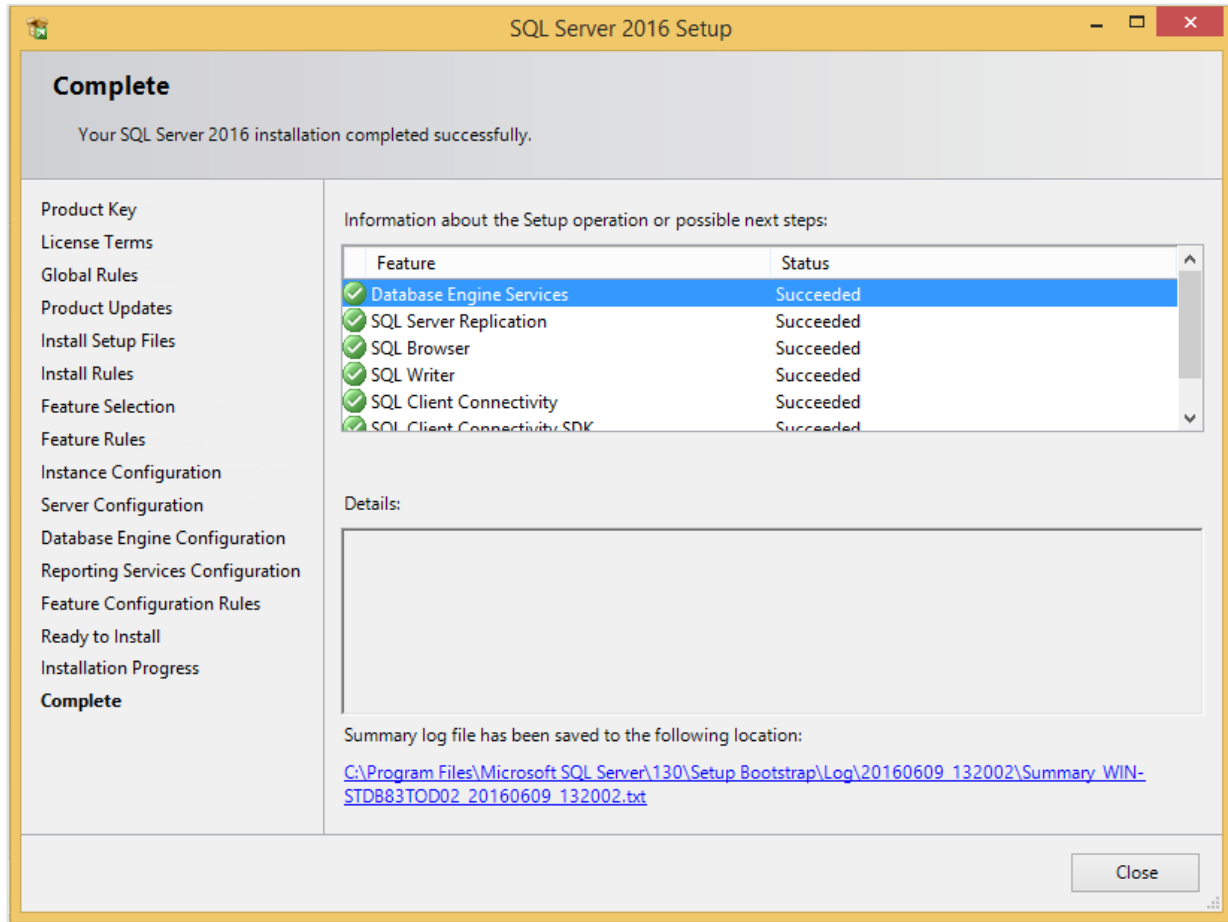 SQL Server 2016 Setup
Complete
Your SQL Server 2016 installation completed successfully.
Product Key
License Terms
Global Rules
Product Updates
Install Setup Files
Install Rules
Feature Selection
Feature Rules
Instance Configuration
Server Configuration
Database Engine Configuration
Reporting Services Configuration
Feature Configuration Rules
Ready to Install
Installation Progress
Complete
Information about the Setup operation or possible next steps:
Feature Status
Database Engine Services Succeeded
SQL Server Replication Succeeded
SQL Browser Succeeded
SQL Writer Succeeded
SQL Client Connectivity Succeeded
SQL Client Connectivity SDK Succeeded
Details:
Summary log file has been saved to the following location:
C:\Program Files\Microsoft SQL Server\130\Setup Bootstrap\Log\20160609_132002\Summary_WIN-
STDB83TOD02_20160609_132002.txt
Close